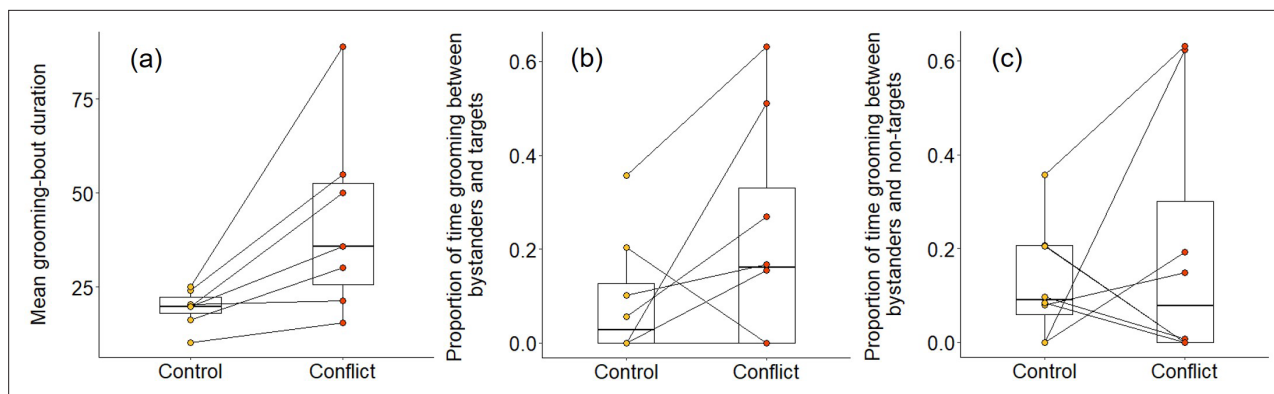 (a)
Mean grooming-bout duration
75
50
25
Control
Conflict
(b)
Proportion of time grooming between
bystanders and targets
0.6
0.4
0.2
0.0
Control
Conflict
(c)
Proportion of time grooming between
bystanders and non-targets
0.6
0.4
0.2
0.0
Control
Conflict